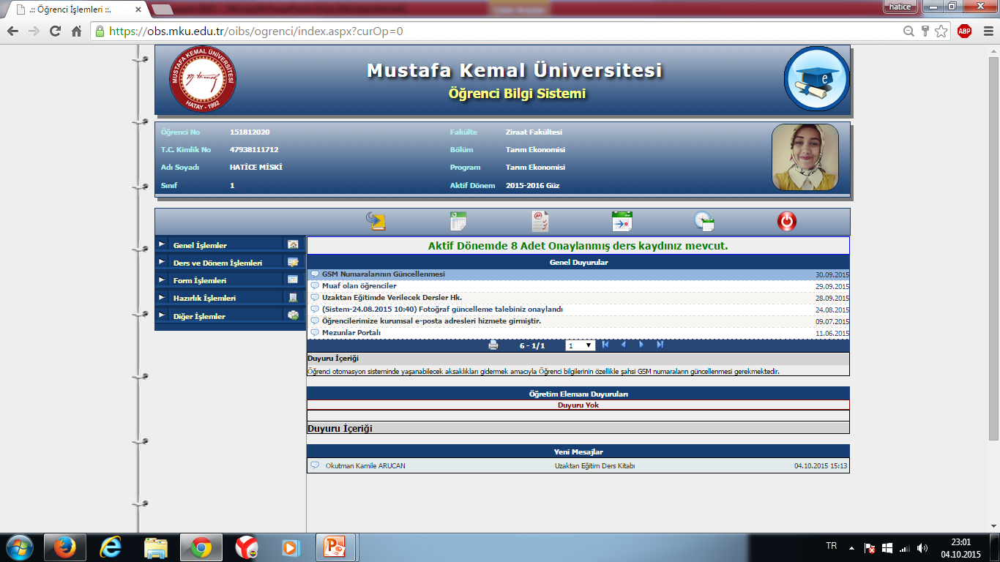 .:: Öğrenci İşlemleri ::.
hatice
https://obs.mku.edu.tr/oibs/ogrenci/index.aspx?curOp=0
ABP
MUSTAFA KEMAL ÜNİVERSİTESİ
HATAY - 1992
Mustafa Kemal Üniversitesi
Öğrenci Bilgi Sistemi
e
Öğrenci No 151812020 Fakülte Ziraat Fakültesi
T.C. Kimlik No 47938111712 Bölüm Tarım Ekonomisi
Adı Soyadı HATİCE MİSKİ Program Tarım Ekonomisi
Sınıf 1 Aktif Dönem 2015-2016 Güz
Genel İşlemler
Ders ve Dönem İşlemleri
Form İşlemleri
Hazırlık İşlemleri
Diğer İşlemler
Aktif Dönemde 8 Adet Onaylanmış ders kaydınız mevcut.
Genel Duyurular
GSM Numaralarının Güncellenmesi 30.09.2015
Muaf olan öğrenciler 29.09.2015
Uzaktan Eğitimde Verilecek Dersler Hk. 28.09.2015
(Sistem-24.08.2015 10:40) Fotoğraf güncelleme talebiniz onaylandı 24.08.2015
Öğrencilerimize kurumsal e-posta adresleri hizmete girmiştir. 09.07.2015
Mezunlar Portalı 11.06.2015
6 - 1/1 1
Duyuru İçeriği
Öğrenci otomasyon sisteminde yaşanabilecek aksaklıkları gidermek amacıyla Öğrenci bilgilerinin özellikle şahsi GSM numaraların güncellenmesi gerekmektedir.
Öğretim Elemanı Duyuruları
Duyuru Yok
Duyuru İçeriği
Yeni Mesajlar
Okutman Kamile ARUCAN Uzaktan Eğitim Ders Kitabı 04.10.2015 15:13
TR
23:01
04.10.2015